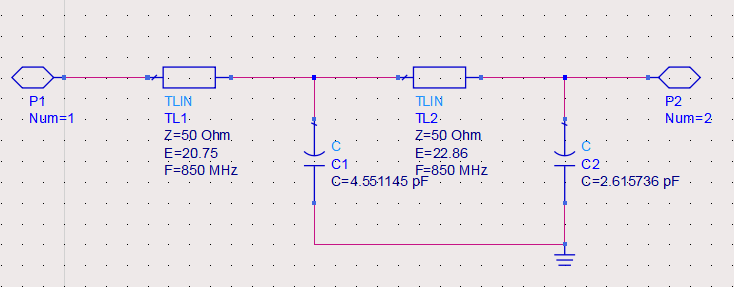 P1
Num=1
TLIN
TL1
Z=50 Ohm
E=20.75
F=850 MHz
C
C1
C=4.551145 pF
TLIN
TL2
Z=50 Ohm
E=22.86
F=850 MHz
C
C2
C=2.615736 pF
P2
Num=2